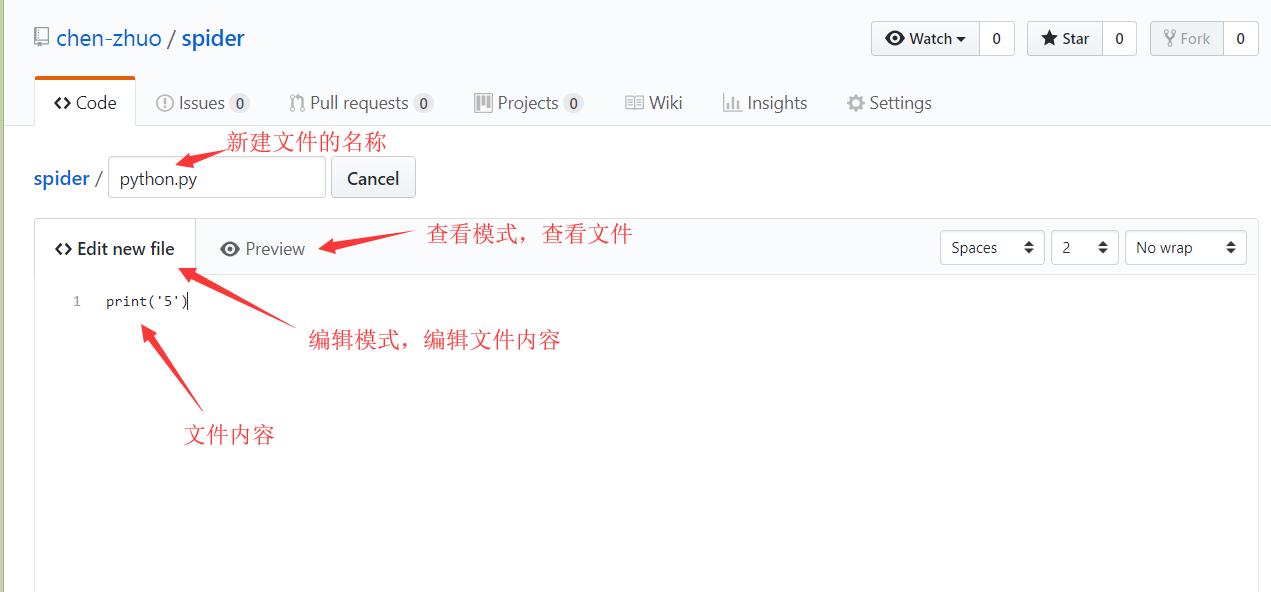 chen-zhuo / spider
Watch 0 Star 0 Fork 0
Code Issues 0 Pull requests 0 Projects 0 Wiki Insights Settings
新建文件的名称
spider / python.py Cancel
查看模式，查看文件
Edit new file Preview Spaces 2 No wrap
1 print('5')
编辑模式，编辑文件内容
文件内容